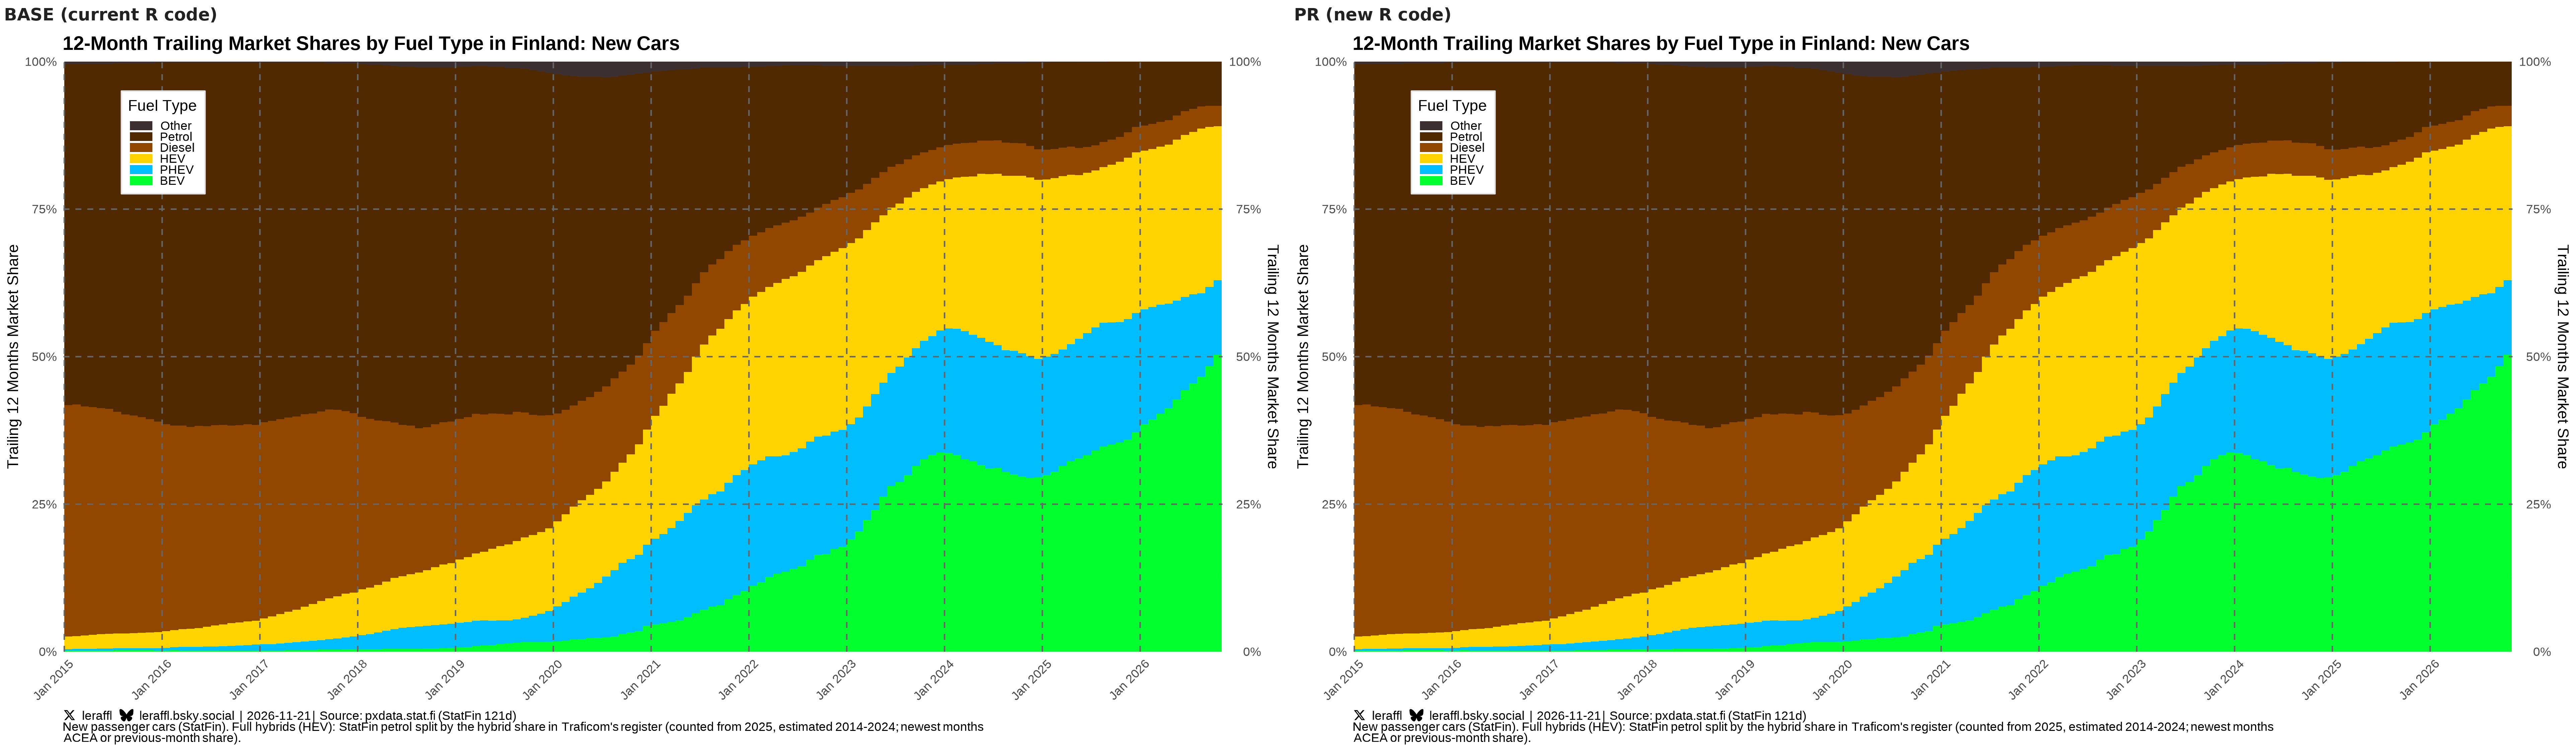 BASE (current R code)
12-Month Trailing Market Shares by Fuel Type in Finland: New Cars
100%
75%
50%
25%
0%
Trailing 12 Months Market Share
Fuel Type
Other
Petrol
Diesel
HEV
PHEV
BEV
100%
75%
50%
25%
0%
Trailing 12 Months Market Share
Jan 2015
Jan 2016
Jan 2017
Jan 2018
Jan 2019
Jan 2020
Jan 2021
Jan 2022
Jan 2023
Jan 2024
Jan 2025
Jan 2026
leraffl leraffl.bsky.social | 2026-11-21 | Source: pxdata.stat.fi (StatFin 121d)
New passenger cars (StatFin). Full hybrids (HEV): StatFin petrol split by the hybrid share in Traficom's register (counted from 2025, estimated 2014-2024; newest months
ACEA or previous-month share).
PR (new R code)
12-Month Trailing Market Shares by Fuel Type in Finland: New Cars
100%
75%
50%
25%
0%
Trailing 12 Months Market Share
Fuel Type
Other
Petrol
Diesel
HEV
PHEV
BEV
100%
75%
50%
25%
0%
Trailing 12 Months Market Share
Jan 2015
Jan 2016
Jan 2017
Jan 2018
Jan 2019
Jan 2020
Jan 2021
Jan 2022
Jan 2023
Jan 2024
Jan 2025
Jan 2026
leraffl leraffl.bsky.social | 2026-11-21 | Source: pxdata.stat.fi (StatFin 121d)
New passenger cars (StatFin). Full hybrids (HEV): StatFin petrol split by the hybrid share in Traficom's register (counted from 2025, estimated 2014-2024; newest months
ACEA or previous-month share).